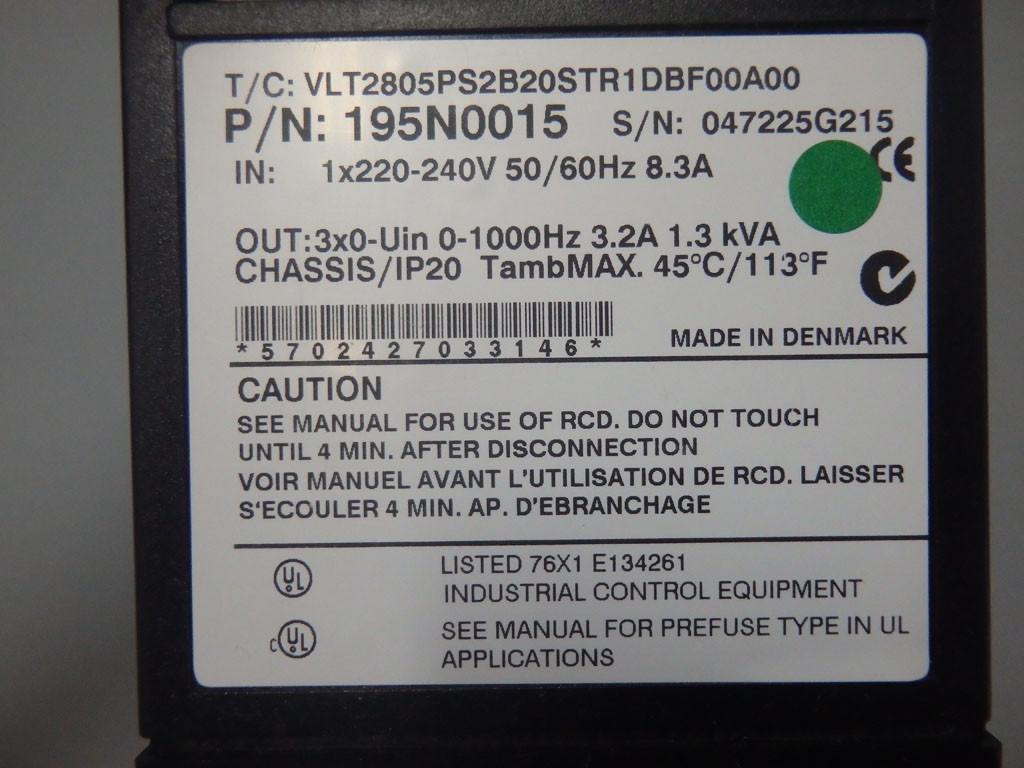 T/C: VLT2805PS2B20STR1DBF00A00
P/N: 195N0015 S/N: 047225G215
IN: 1x220-240V 50/60Hz 8.3A
CE
OUT:3x0-Uin 0-1000Hz 3.2A 1.3 kVA
CHASSIS/IP20 TambMAX. 45°C/113°F
*5702427033146*
MADE IN DENMARK
CAUTION
SEE MANUAL FOR USE OF RCD. DO NOT TOUCH
UNTIL 4 MIN. AFTER DISCONNECTION
VOIR MANUEL AVANT L'UTILISATION DE RCD. LAISSER
S'ECOULER 4 MIN. AP. D'EBRANCHAGE
UL
LISTED 76X1 E134261
INDUSTRIAL CONTROL EQUIPMENT
c UL
SEE MANUAL FOR PREFUSE TYPE IN UL
APPLICATIONS